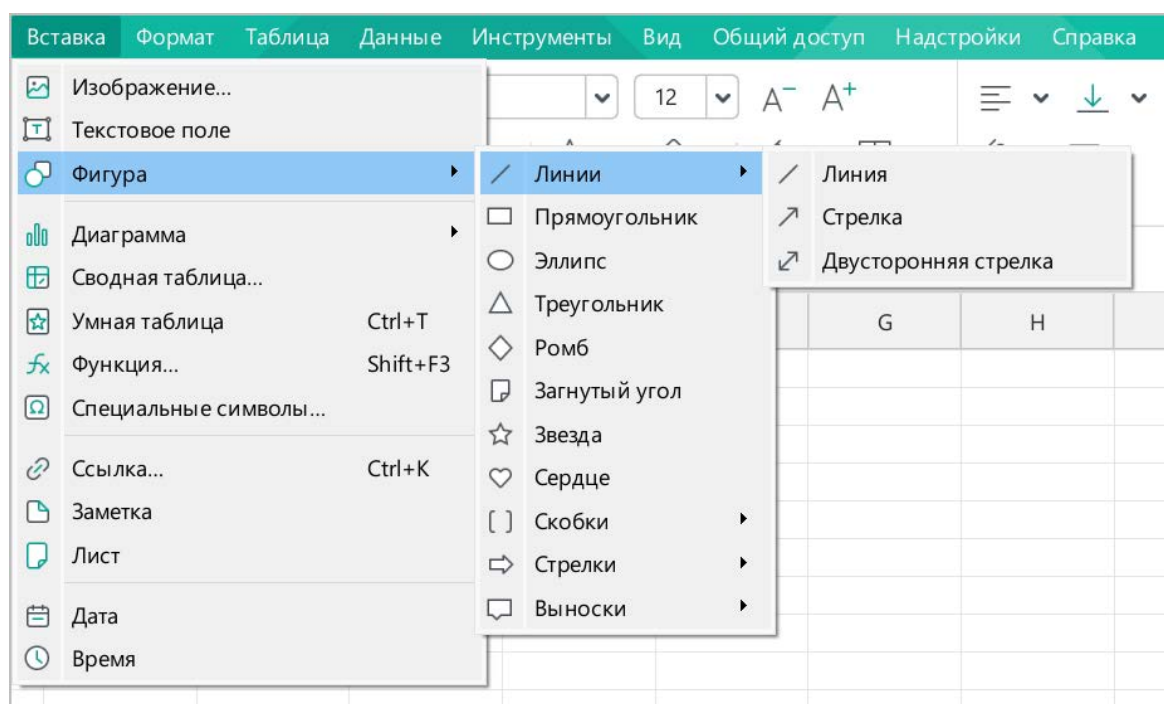 Вставка Формат Таблица Данные Инструменты Вид Общий доступ Надстройки Справка
Изображение...
Текстовое поле
Фигура
Диаграмма
Сводная таблица...
Умная таблица Ctrl+T
Функция... Shift+F3
Специальные символы...
Ссылка... Ctrl+K
Заметка
Лист
Дата
Время
Линии
Прямоугольник
Эллипс
Треугольник
Ромб
Загнутый угол
Звезда
Сердце
Скобки
Стрелки
Выноски
Линия
Стрелка
Двусторонняя стрелка
12 A− A+
G H